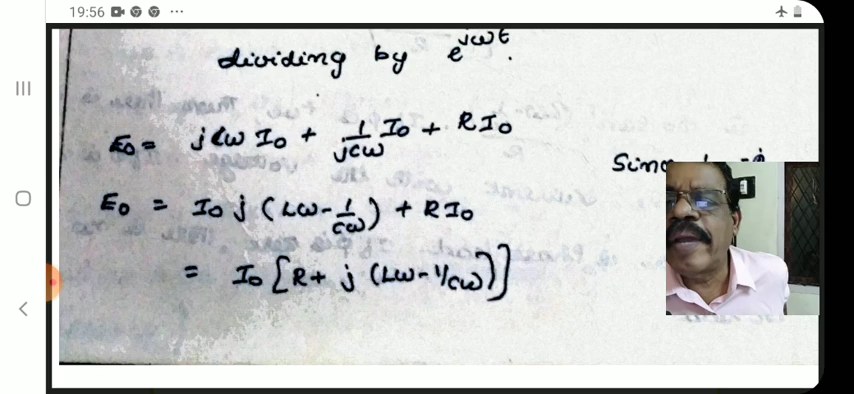 19:56
dividing by e^jωt.
E0 = jLω I0 + 1/jcω I0 + R I0
Since
E0 = I0 j (Lω - 1/cω) + R I0
= I0 [R + j (Lω - 1/cω)]